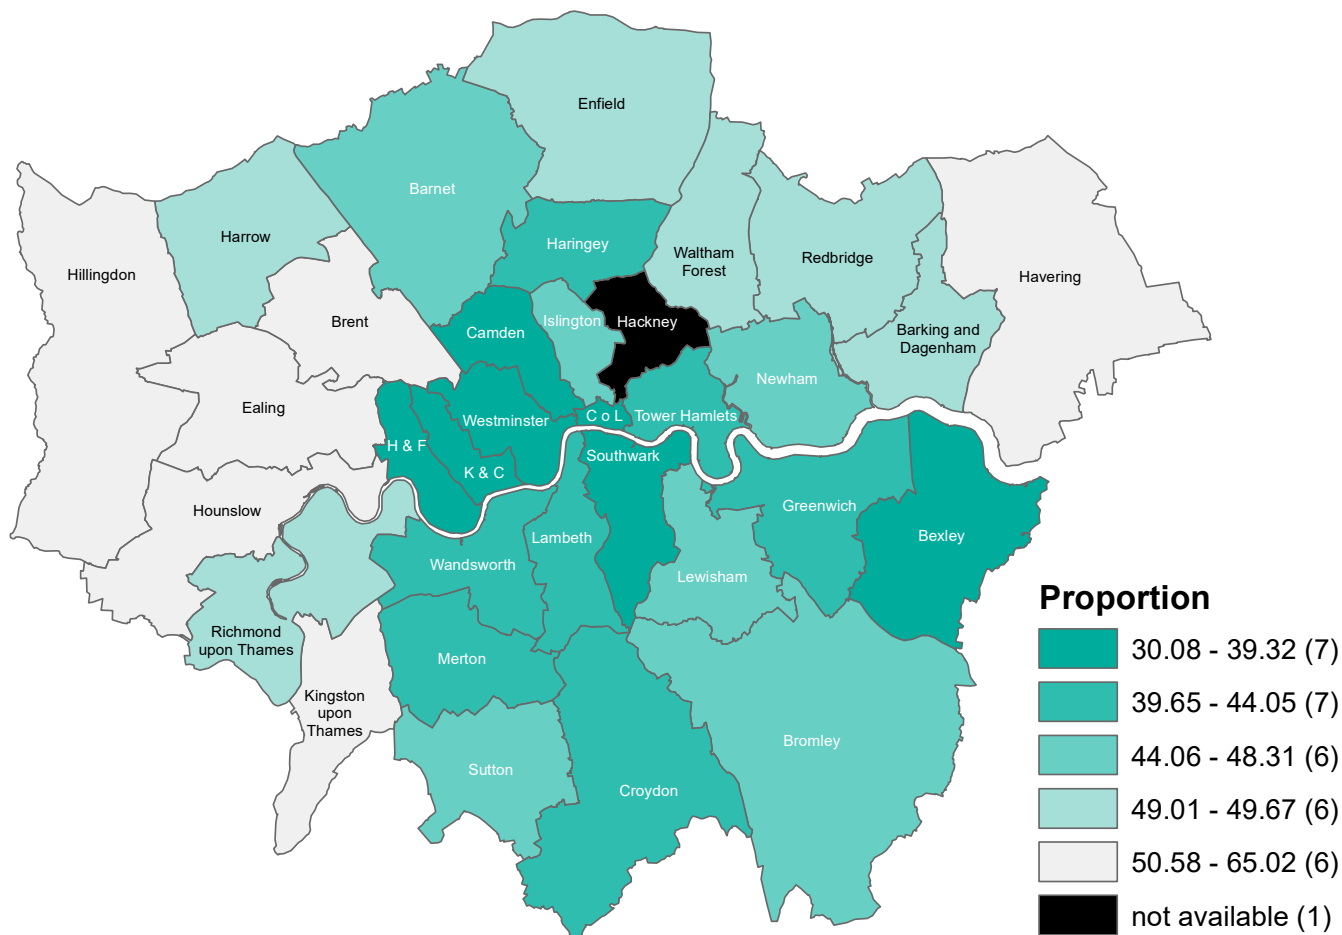 Enfield
Barnet
Harrow
Haringey
Waltham
Forest
Redbridge
Hillingdon
Havering
Brent
Camden
Islington
Hackney
Barking and
Dagenham
Newham
Ealing
Westminster
C o L
Tower Hamlets
H & F
K & C
Southwark
Hounslow
Greenwich
Lambeth
Bexley
Wandsworth
Lewisham
Richmond
upon Thames
Merton
Kingston
upon
Thames
Bromley
Sutton
Croydon
Proportion
30.08 - 39.32 (7)
39.65 - 44.05 (7)
44.06 - 48.31 (6)
49.01 - 49.67 (6)
50.58 - 65.02 (6)
not available (1)